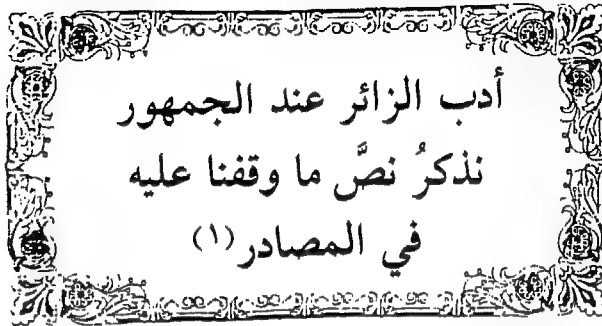 أدب الزائر عند الجمهور
نذكرُ نصَّ ما وقفنا عليه
في المصادر(١)